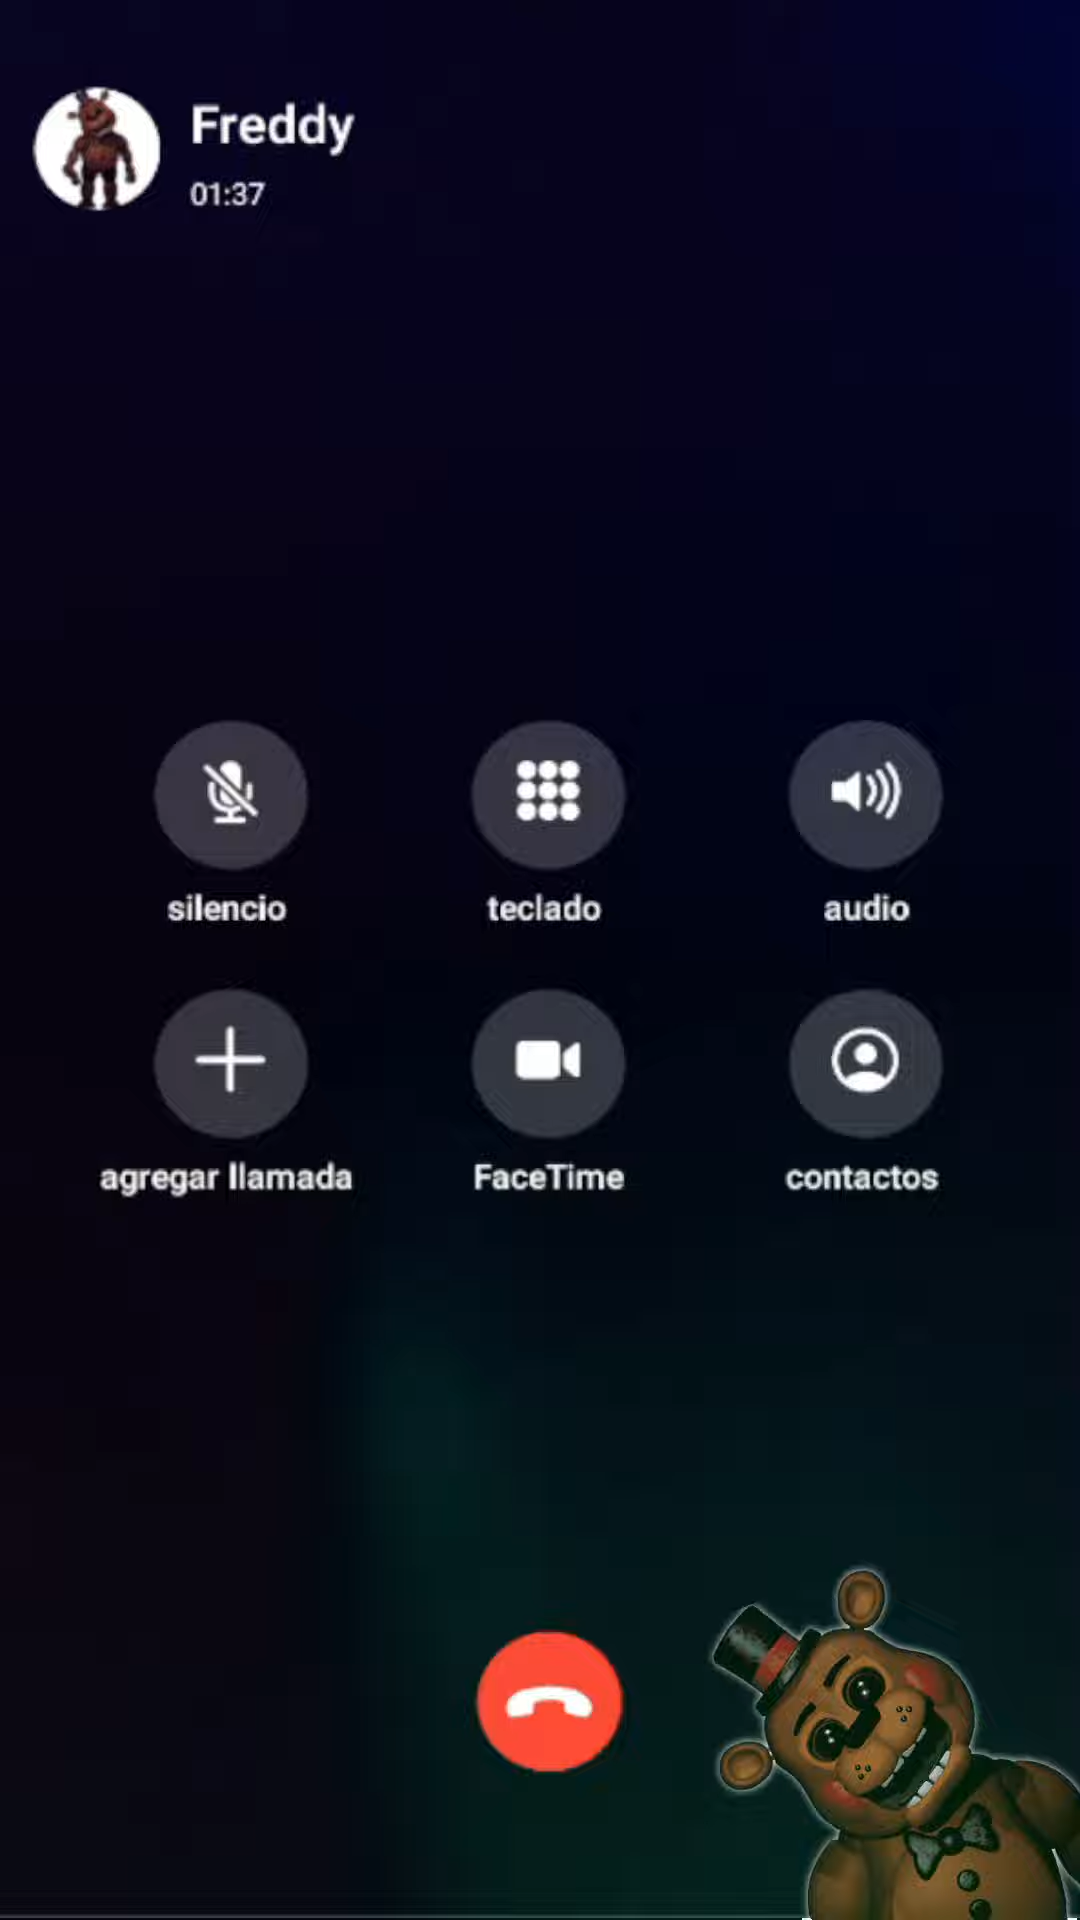 Freddy
01:37
silencio
teclado
audio
agregar llamada
FaceTime
contactos